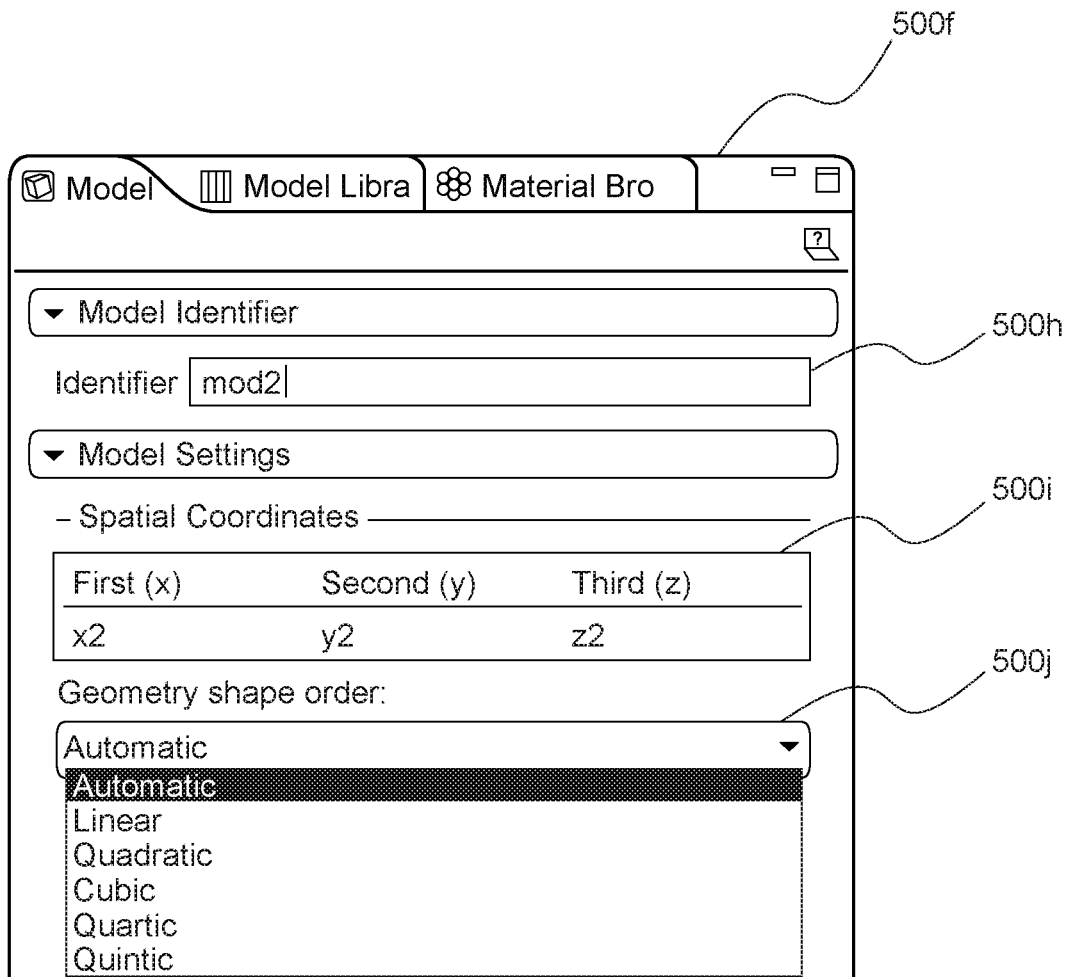 500f
Model Model Libra Material Bro
?
Model Identifier
500h
Identifier mod2
Model Settings
500i
Spatial Coordinates
First (x) Second (y) Third (z)
x2 y2 z2
500j
Geometry shape order:
Automatic
Automatic
Linear
Quadratic
Cubic
Quartic
Quintic